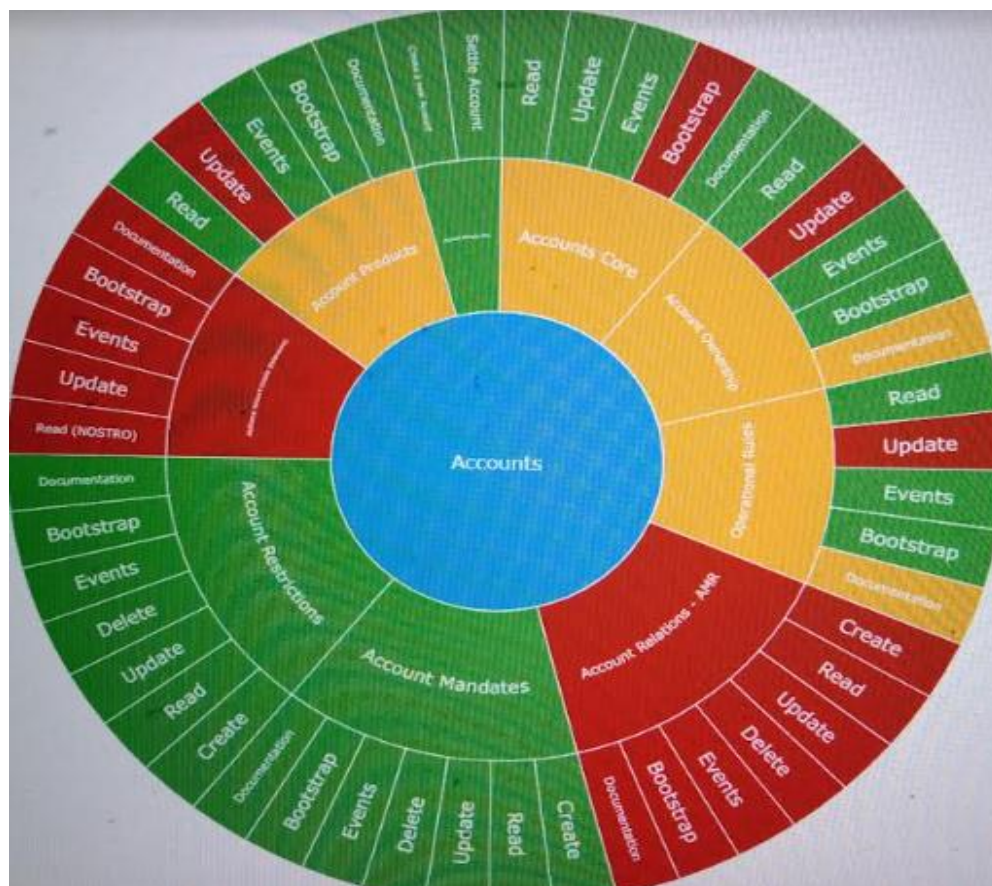 Accounts
Accounts Core
Read
Update
Events
Bootstrap
Documentation
Account Ownership
Read
Update
Events
Bootstrap
Documentation
Operational Rules
Read
Update
Events
Bootstrap
Documentation
Account Relations - AMR
Create
Read
Update
Delete
Events
Bootstrap
Documentation
Account Mandates
Create
Read
Update
Delete
Events
Bootstrap
Documentation
Account Restrictions
Create
Read
Update
Delete
Events
Bootstrap
Documentation
Read (NOSTRO)
Update
Events
Bootstrap
Documentation
Account Products
Read
Update
Events
Bootstrap
Documentation
Settle Account